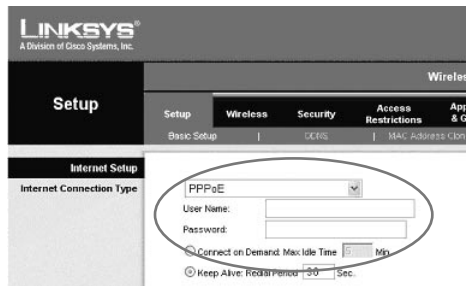 LINKSYS®
A Division of Cisco Systems, Inc.
Wireles
Setup
Setup Wireless Security Access Restrictions App & G
Basic Setup | DDNS | MAC Address Clon
Internet Setup
Internet Connection Type
PPPoE
User Name:
Password:
Connect on Demand: Max Idle Time 5 Min
Keep Alive: Redial Period 30 Sec.